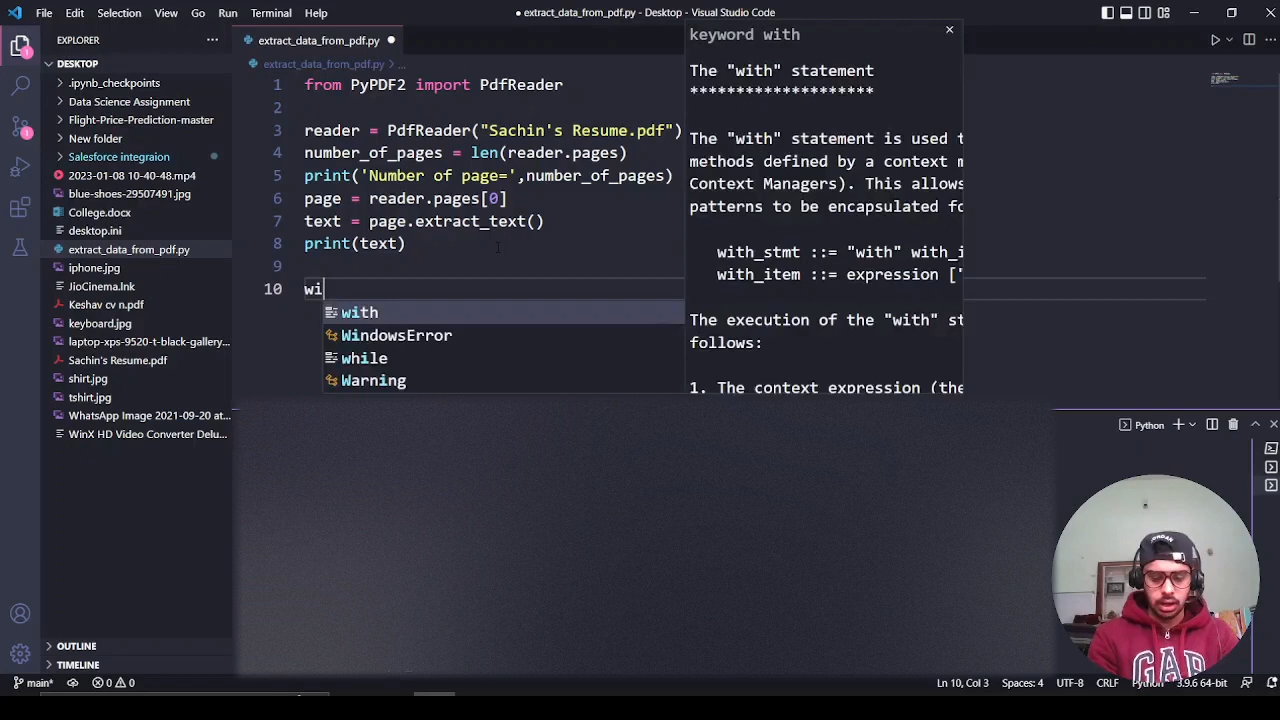 File Edit Selection View Go Run Terminal Help
● extract_data_from_pdf.py - Desktop - Visual Studio Code
EXPLORER
DESKTOP
.ipynb_checkpoints
Data Science Assignment
Flight-Price-Prediction-master
New folder
Salesforce integraion
2023-01-08 10-40-48.mp4
blue-shoes-29507491.jpg
College.docx
desktop.ini
extract_data_from_pdf.py
iphone.jpg
JioCinema.lnk
Keshav cv n.pdf
keyboard.jpg
laptop-xps-9520-t-black-gallery...
Sachin's Resume.pdf
shirt.jpg
tshirt.jpg
WhatsApp Image 2021-09-20 at...
WinX HD Video Converter Delu...
OUTLINE
TIMELINE
1
1
extract_data_from_pdf.py ●
extract_data_from_pdf.py > ...
1 from PyPDF2 import PdfReader
2
3 reader = PdfReader("Sachin's Resume.pdf")
4 number_of_pages = len(reader.pages)
5 print('Number of page=',number_of_pages)
6 page = reader.pages[0]
7 text = page.extract_text()
8 print(text)
9
10 wi
with
WindowsError
while
Warning
keyword with
The "with" statement
********************
The "with" statement is used t
methods defined by a context m
Context Managers). This allows
patterns to be encapsulated fo
with_stmt ::= "with" with_i
with_item ::= expression ['
The execution of the "with" st
follows:
1. The context expression (the
Python
JORDAN
GAP
main* 0 0
Ln 10, Col 3 Spaces: 4 UTF-8 CRLF Python 3.9.6 64-bit